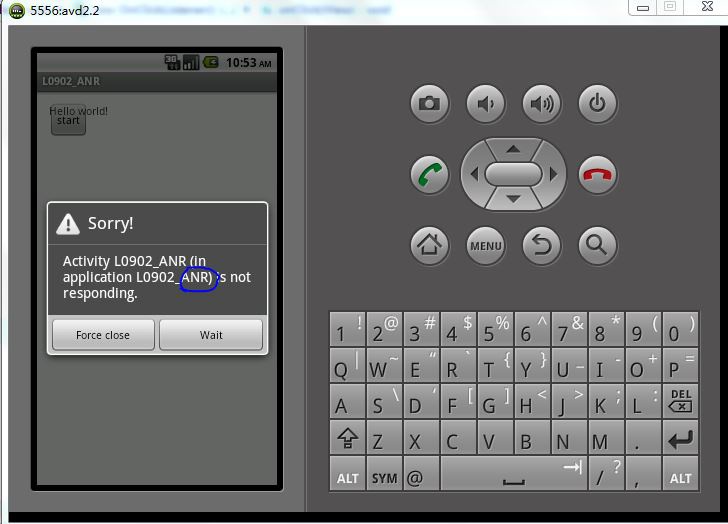 5556:avd2.2
3G
10:53 AM
L0902_ANR
Hello world!
start
Sorry!
Activity L0902_ANR (in
application L0902_ANR) is not
responding.
Force close
Wait
MENU
1 ! 2 @ 3 # 4 $ 5 % 6 ^ 7 & 8 * 9 ( 0 )
Q | W ~ E “ R ` T { Y } U _ I - O + P =
A S \ D ‘ F [ G ] H < J > K ; L : DEL
Z X C V B N M .
ALT SYM @ / ? , ALT